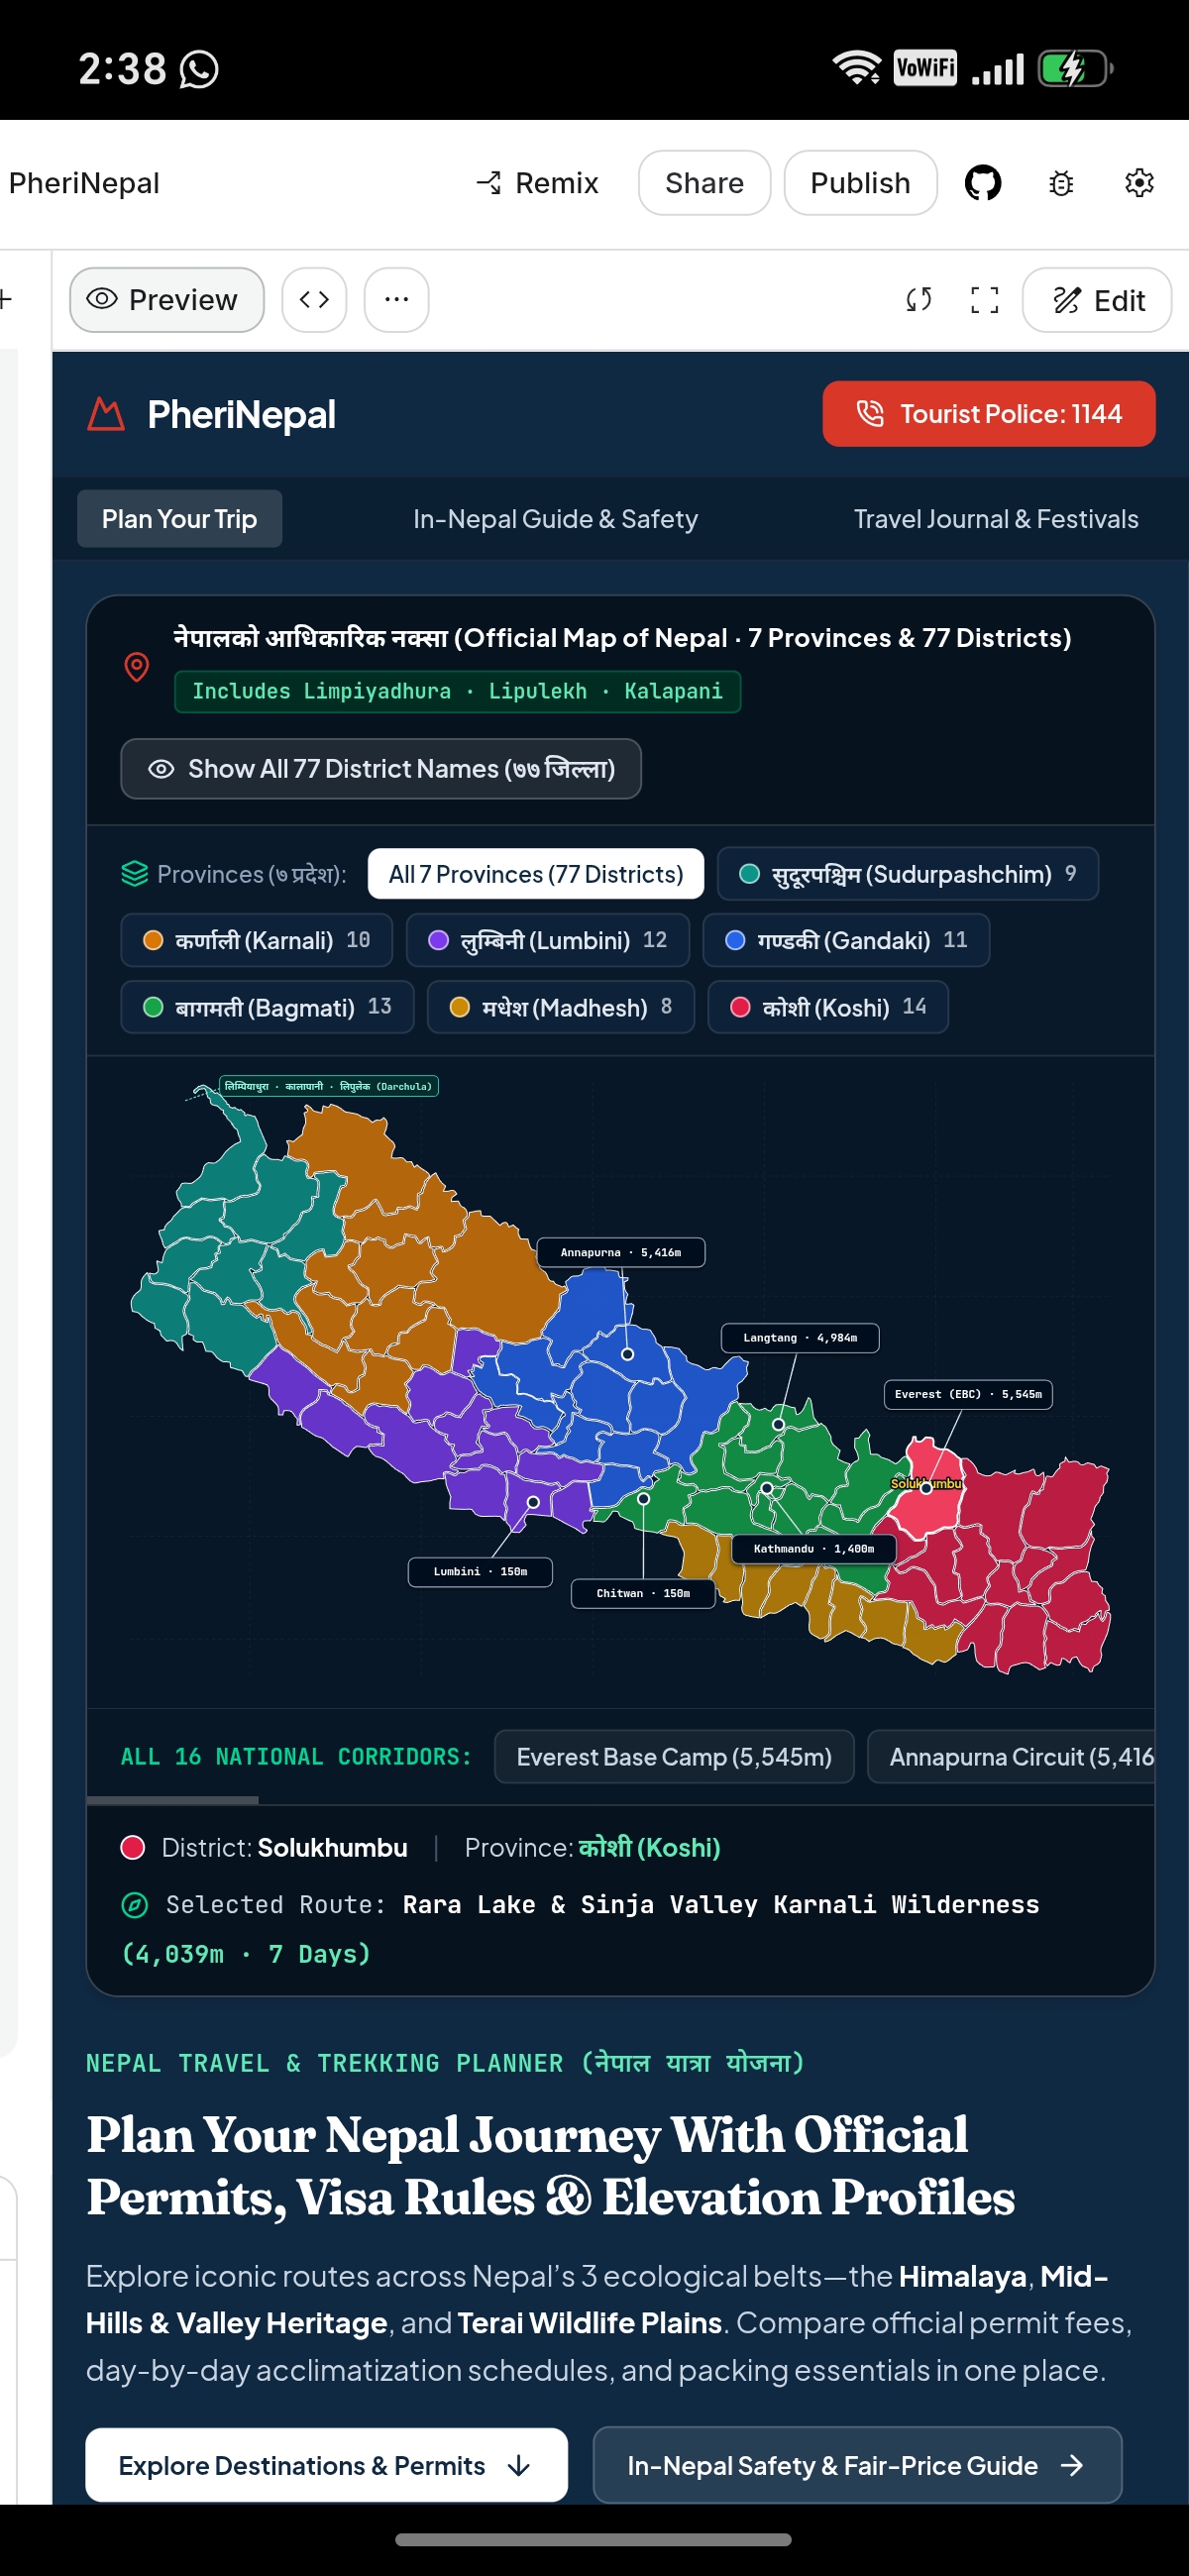 2:38
VoWiFi
PheriNepal
Remix
Share
Publish
Preview
Edit
PheriNepal
Tourist Police: 1144
Plan Your Trip
In-Nepal Guide & Safety
Travel Journal & Festivals
नेपालको आधिकारिक नक्सा (Official Map of Nepal · 7 Provinces & 77 Districts)
Includes Limpiyadhura · Lipulekh · Kalapani
Show All 77 District Names (७७ जिल्ला)
Provinces (७ प्रदेश):
All 7 Provinces (77 Districts)
सुदूरपश्चिम (Sudurpashchim) 9
कर्णाली (Karnali) 10
लुम्बिनी (Lumbini) 12
गण्डकी (Gandaki) 11
बागमती (Bagmati) 13
मधेश (Madhesh) 8
कोशी (Koshi) 14
लिम्पियाधुरा · कालापानी · लिपुलेक (Darchula)
Annapurna · 5,416m
Langtang · 4,984m
Everest (EBC) · 5,545m
Solukhumbu
Kathmandu · 1,400m
Lumbini · 150m
Chitwan · 150m
ALL 16 NATIONAL CORRIDORS:
Everest Base Camp (5,545m)
Annapurna Circuit (5,416
District: Solukhumbu
Province: कोशी (Koshi)
Selected Route: Rara Lake & Sinja Valley Karnali Wilderness
(4,039m · 7 Days)
NEPAL TRAVEL & TREKKING PLANNER (नेपाल यात्रा योजना)
Plan Your Nepal Journey With Official
Permits, Visa Rules & Elevation Profiles
Explore iconic routes across Nepal’s 3 ecological belts—the Himalaya, Mid-
Hills & Valley Heritage, and Terai Wildlife Plains. Compare official permit fees,
day-by-day acclimatization schedules, and packing essentials in one place.
Explore Destinations & Permits
In-Nepal Safety & Fair-Price Guide